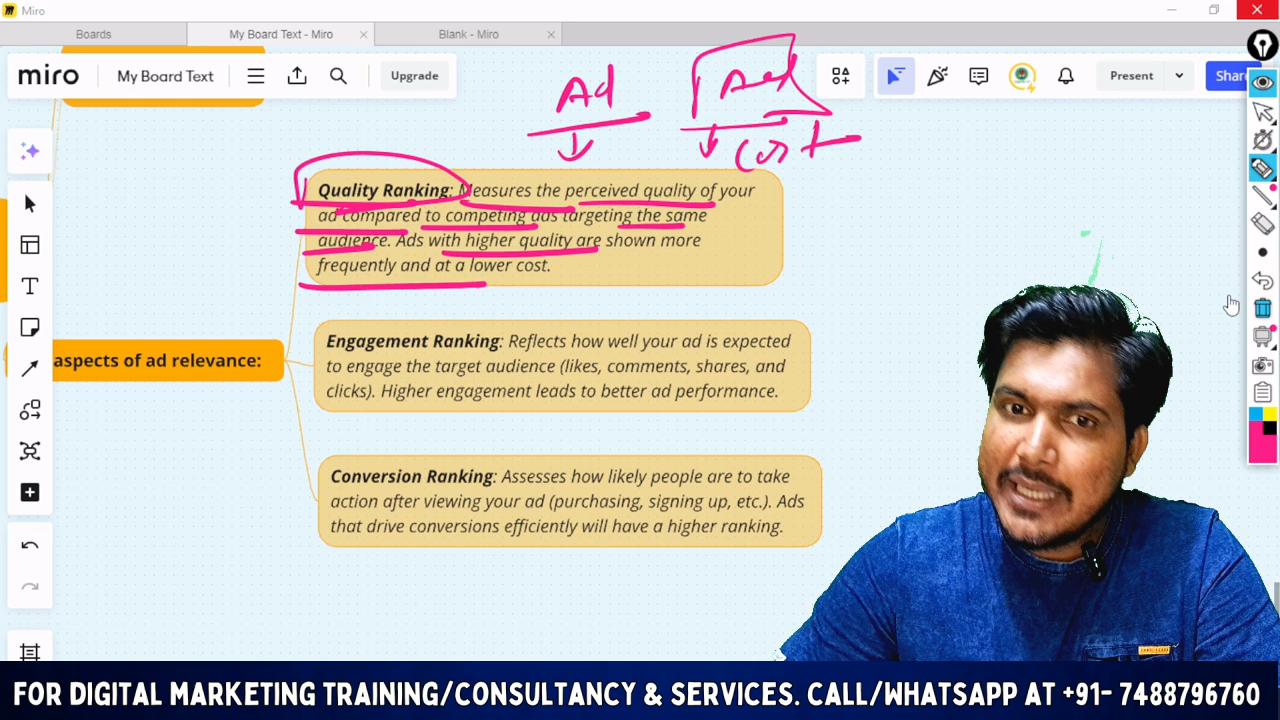 Miro
Boards
My Board Text - Miro
Blank - Miro
miro
My Board Text
Upgrade
Present
Share
Ad
Ad
Cost
Quality Ranking: Measures the perceived quality of your
ad compared to competing ads targeting the same
audience. Ads with higher quality are shown more
frequently and at a lower cost.
Engagement Ranking: Reflects how well your ad is expected
to engage the target audience (likes, comments, shares, and
clicks). Higher engagement leads to better ad performance.
aspects of ad relevance:
Conversion Ranking: Assesses how likely people are to take
action after viewing your ad (purchasing, signing up, etc.). Ads
that drive conversions efficiently will have a higher ranking.
FOR DIGITAL MARKETING TRAINING/CONSULTANCY & SERVICES. CALL/WHATSAPP AT +91- 7488796760